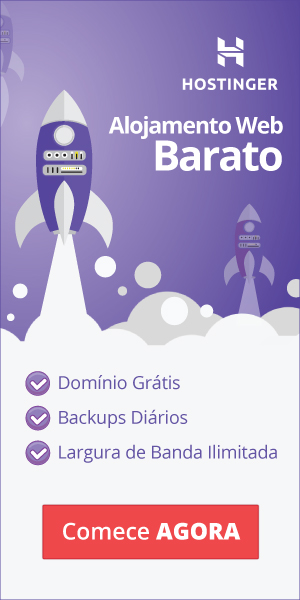 HOSTINGER
Alojamento Web
Barato
Domínio Grátis
Backups Diários
Largura de Banda Ilimitada
Comece AGORA